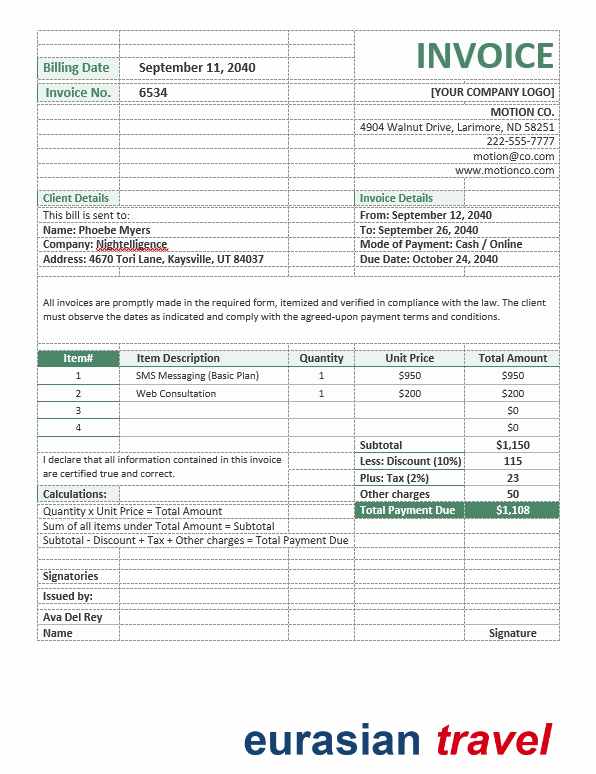 INVOICE
Billing Date September 11, 2040
Invoice No. 6534 [YOUR COMPANY LOGO]
MOTION CO.
4904 Walnut Drive, Larimore, ND 58251
222-555-7777
motion@co.com
www.motionco.com
Client Details Invoice Details
This bill is sent to: From: September 12, 2040
Name: Phoebe Myers To: September 26, 2040
Company: Nightelligence Mode of Payment: Cash / Online
Address: 4670 Tori Lane, Kaysville, UT 84037 Due Date: October 24, 2040
All invoices are promptly made in the required form, itemized and verified in compliance with the law. The client
must observe the dates as indicated and comply with the agreed-upon payment terms and conditions.
Item# Item Description Quantity Unit Price Total Amount
1 SMS Messaging (Basic Plan) 1 $950 $950
2 Web Consultation 1 $200 $200
3 $0
4 $0
Subtotal $1,150
I declare that all information contained in this invoice Less: Discount (10%) 115
are certified true and correct. Plus: Tax (2%) 23
Calculations: Other charges 50
Quantity x Unit Price = Total Amount Total Payment Due $1,108
Sum of all items under Total Amount = Subtotal
Subtotal - Discount + Tax + Other charges = Total Payment Due
Signatories
Issued by:
Ava Del Rey
Name Signature
eurasian travel